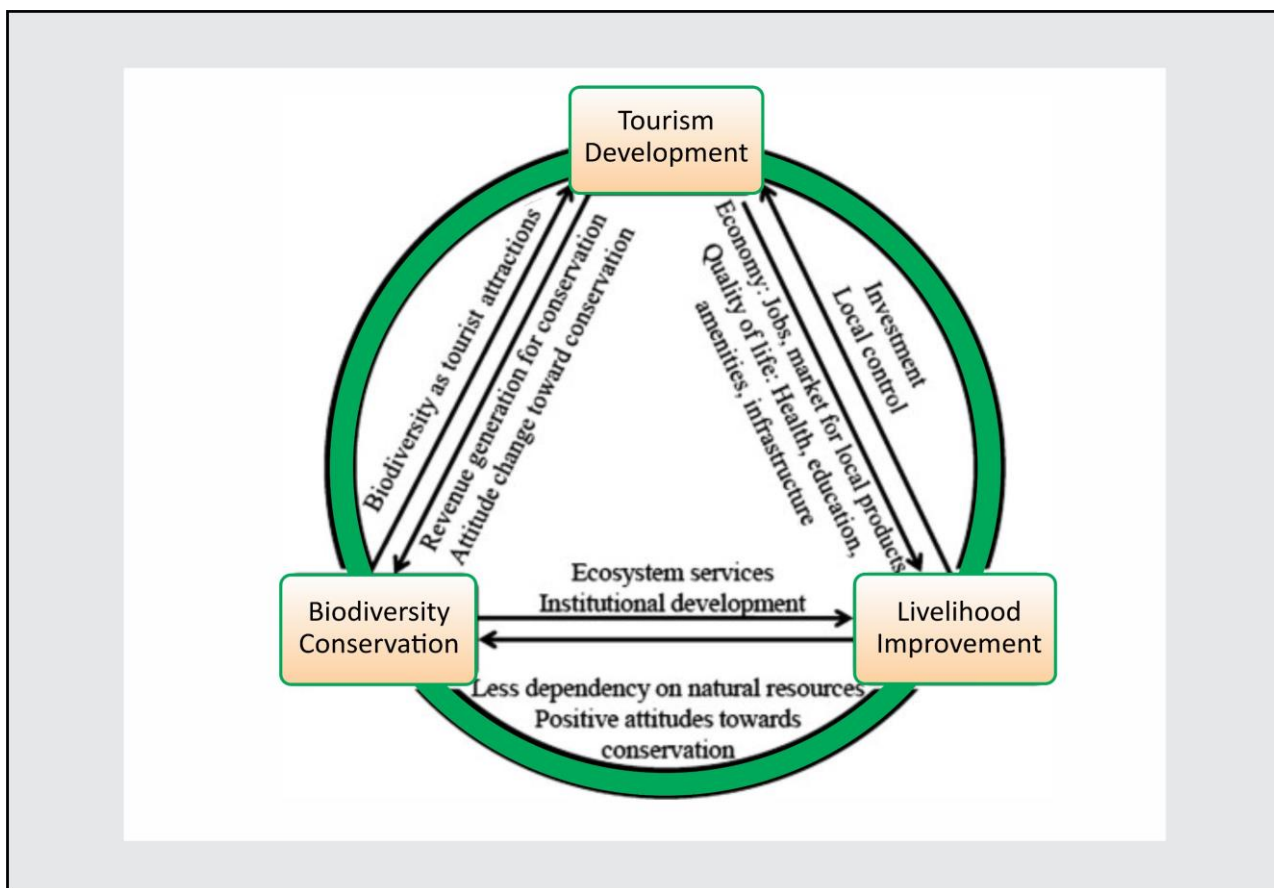 Tourism
Development
Biodiversity as tourist attractions
Revenue generation for conservation
Attitude change toward conservation
Economy: Jobs, market for local products
Quality of life: Health, education,
amenities, infrastructure
Investment
Local control
Ecosystem services
Institutional development
Biodiversity
Conservation
Livelihood
Improvement
Less dependency on natural resources
Positive attitudes towards
conservation